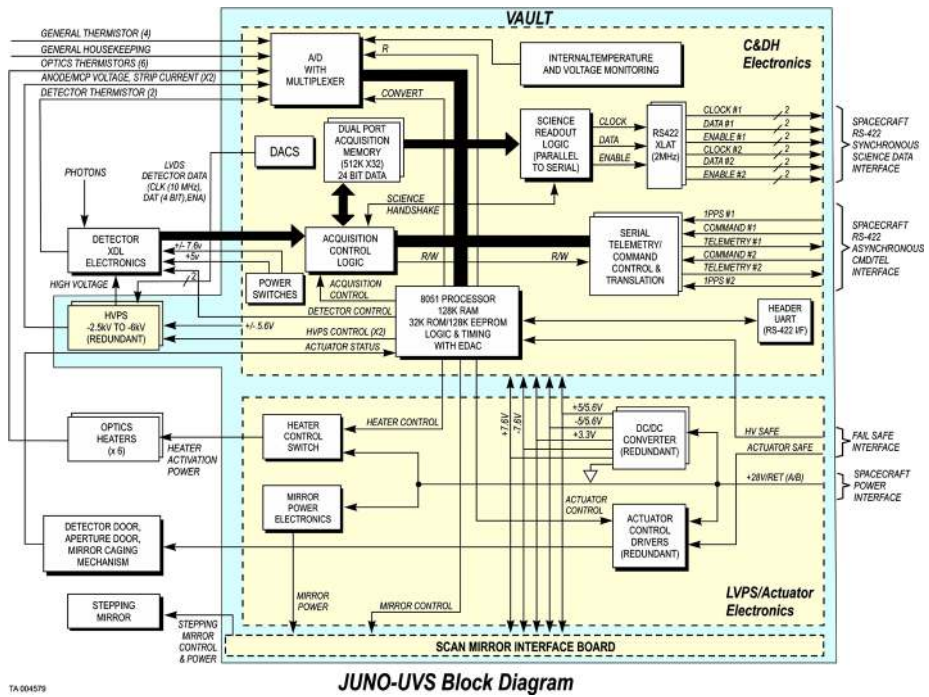 VAULT
GENERAL THERMISTOR (4)
GENERAL HOUSEKEEPING
OPTICS THERMISTORS (6)
ANODE/MCP VOLTAGE, STRIP CURRENT (X2)
DETECTOR THERMISTOR (2)
A/D
WITH
MULTIPLEXER
R
CONVERT
INTERNALTEMPERATURE
AND VOLTAGE MONITORING
C&DH
Electronics
DACS
DUAL PORT
ACQUISITION
MEMORY
(512K X32)
24 BIT DATA
SCIENCE
READOUT
LOGIC
(PARALLEL
TO SERIAL)
CLOCK
DATA
ENABLE
RS422
XLAT
(2MHz)
CLOCK #1
2
DATA #1
2
ENABLE #1
2
CLOCK #2
2
DATA #2
2
ENABLE #2
2
SPACECRAFT
RS-422
SYNCHRONOUS
SCIENCE DATA
INTERFACE
LVDS
DETECTOR DATA
(CLK (10 MHz),
DAT (4 BIT),ENA)
PHOTONS
SCIENCE
HANDSHAKE
DETECTOR
XDL
ELECTRONICS
+/- 7.6v
+5v
2
HIGH VOLTAGE
POWER
SWITCHES
ACQUISITION
CONTROL
LOGIC
R/W
R/W
SERIAL
TELEMETRY/
COMMAND
CONTROL &
TRANSLATION
1PPS #1
COMMAND #1
TELEMETRY #1
COMMAND #2
TELEMETRY #2
1PPS #2
SPACECRAFT
RS-422
ASYNCHRONOUS
CMD/TEL
INTERFACE
ACQUISITION
CONTROL
DETECTOR CONTROL
HVPS
-2.5kV TO -6kV
(REDUNDANT)
+/-.5.6V
HVPS CONTROL (X2)
ACTUATOR STATUS
8051 PROCESSOR
128K RAM
32K ROM/128K EEPROM
LOGIC & TIMING
WITH EDAC
HEADER
UART
(RS-422 I/F)
OPTICS
HEATERS
(x 6)
HEATER
ACTIVATION
POWER
HEATER
CONTROL
SWITCH
HEATER CONTROL
+7.6V
-7.6V
+5/5.6V
-5/5.6V
+3.3V
DC/DC
CONVERTER
(REDUNDANT)
HV SAFE
ACTUATOR SAFE
FAIL SAFE
INTERFACE
+28V/RET (A/B)
SPACECRAFT
POWER
INTERFACE
MIRROR
POWER
ELECTRONICS
ACTUATOR
CONTROL
ACTUATOR
CONTROL
DRIVERS
(REDUNDANT)
DETECTOR DOOR,
APERTURE DOOR,
MIRROR CAGING
MECHANISM
STEPPING
MIRROR
STEPPING
MIRROR
CONTROL
& POWER
MIRROR
POWER
MIRROR CONTROL
LVPS/Actuator
Electronics
SCAN MIRROR INTERFACE BOARD
TA 004579
JUNO-UVS Block Diagram